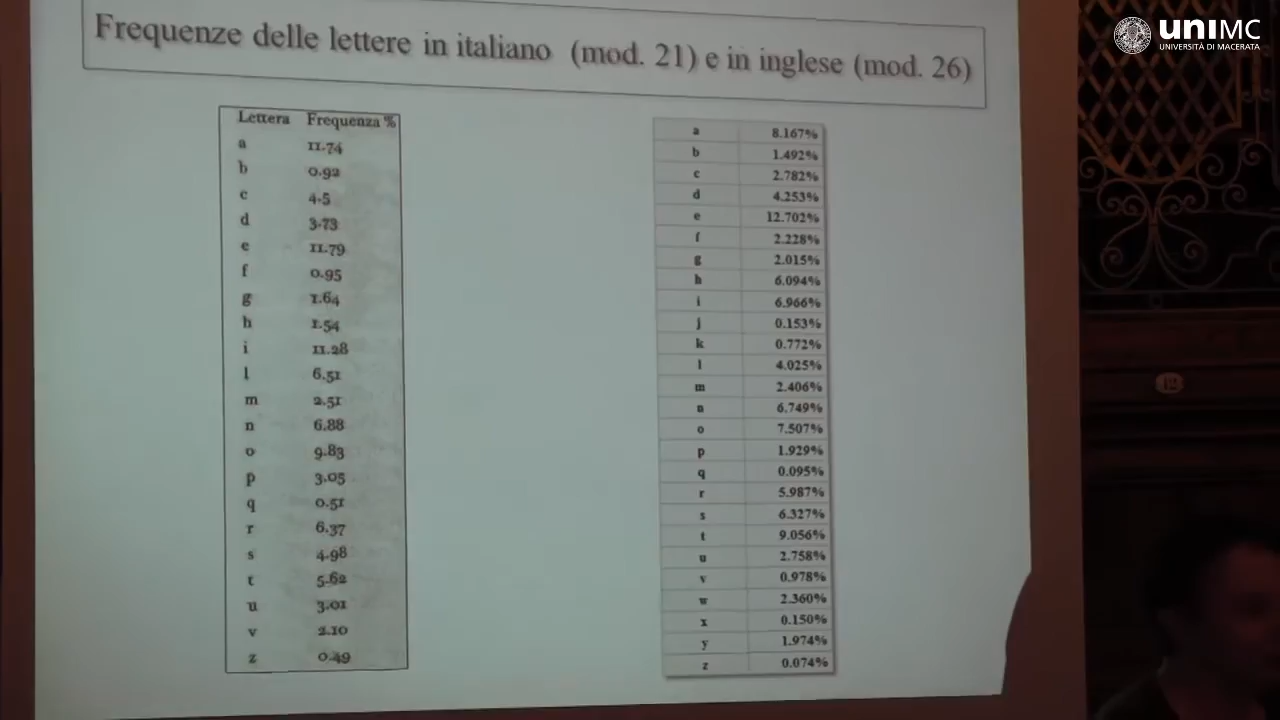 Frequenze delle lettere in italiano (mod. 21) e in inglese (mod. 26)
uniMC
UNIVERSITÀ DI MACERATA
Lettera Frequenza %
a 11.74
b 0.92
c 4.5
d 3.73
e 11.79
f 0.95
g 1.64
h 1.54
i 11.28
l 6.51
m 2.51
n 6.88
o 9.83
p 3.05
q 0.51
r 6.37
s 4.98
t 5.62
u 3.01
v 2.10
z 0.49
a 8.167%
b 1.492%
c 2.782%
d 4.253%
e 12.702%
f 2.228%
g 2.015%
h 6.094%
i 6.966%
j 0.153%
k 0.772%
l 4.025%
m 2.406%
n 6.749%
o 7.507%
p 1.929%
q 0.095%
r 5.987%
s 6.327%
t 9.056%
u 2.758%
v 0.978%
w 2.360%
x 0.150%
y 1.974%
z 0.074%
12